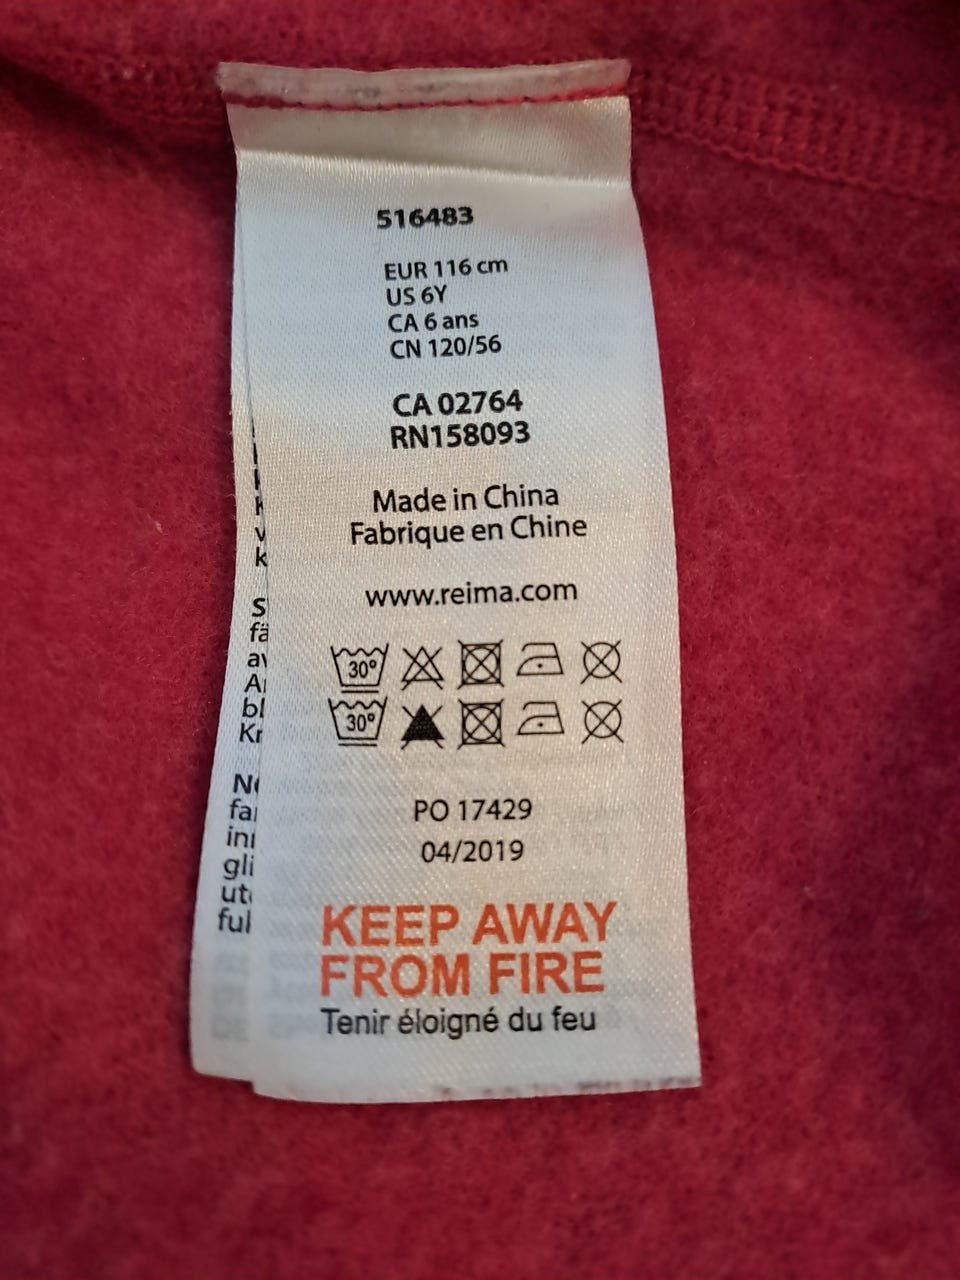 516483
EUR 116 cm
US 6Y
CA 6 ans
CN 120/56
CA 02764
RN158093
Made in China
Fabrique en Chine
www.reima.com
30°
30°
PO 17429
04/2019
KEEP AWAY
FROM FIRE
Tenir éloigné du feu